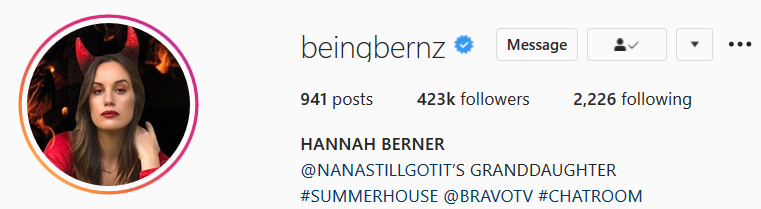 beingbernz Message
941 posts 423k followers 2,226 following
HANNAH BERNER
@NANASTILLGOTIT’S GRANDDAUGHTER
#SUMMERHOUSE @BRAVOTV #CHATROOM